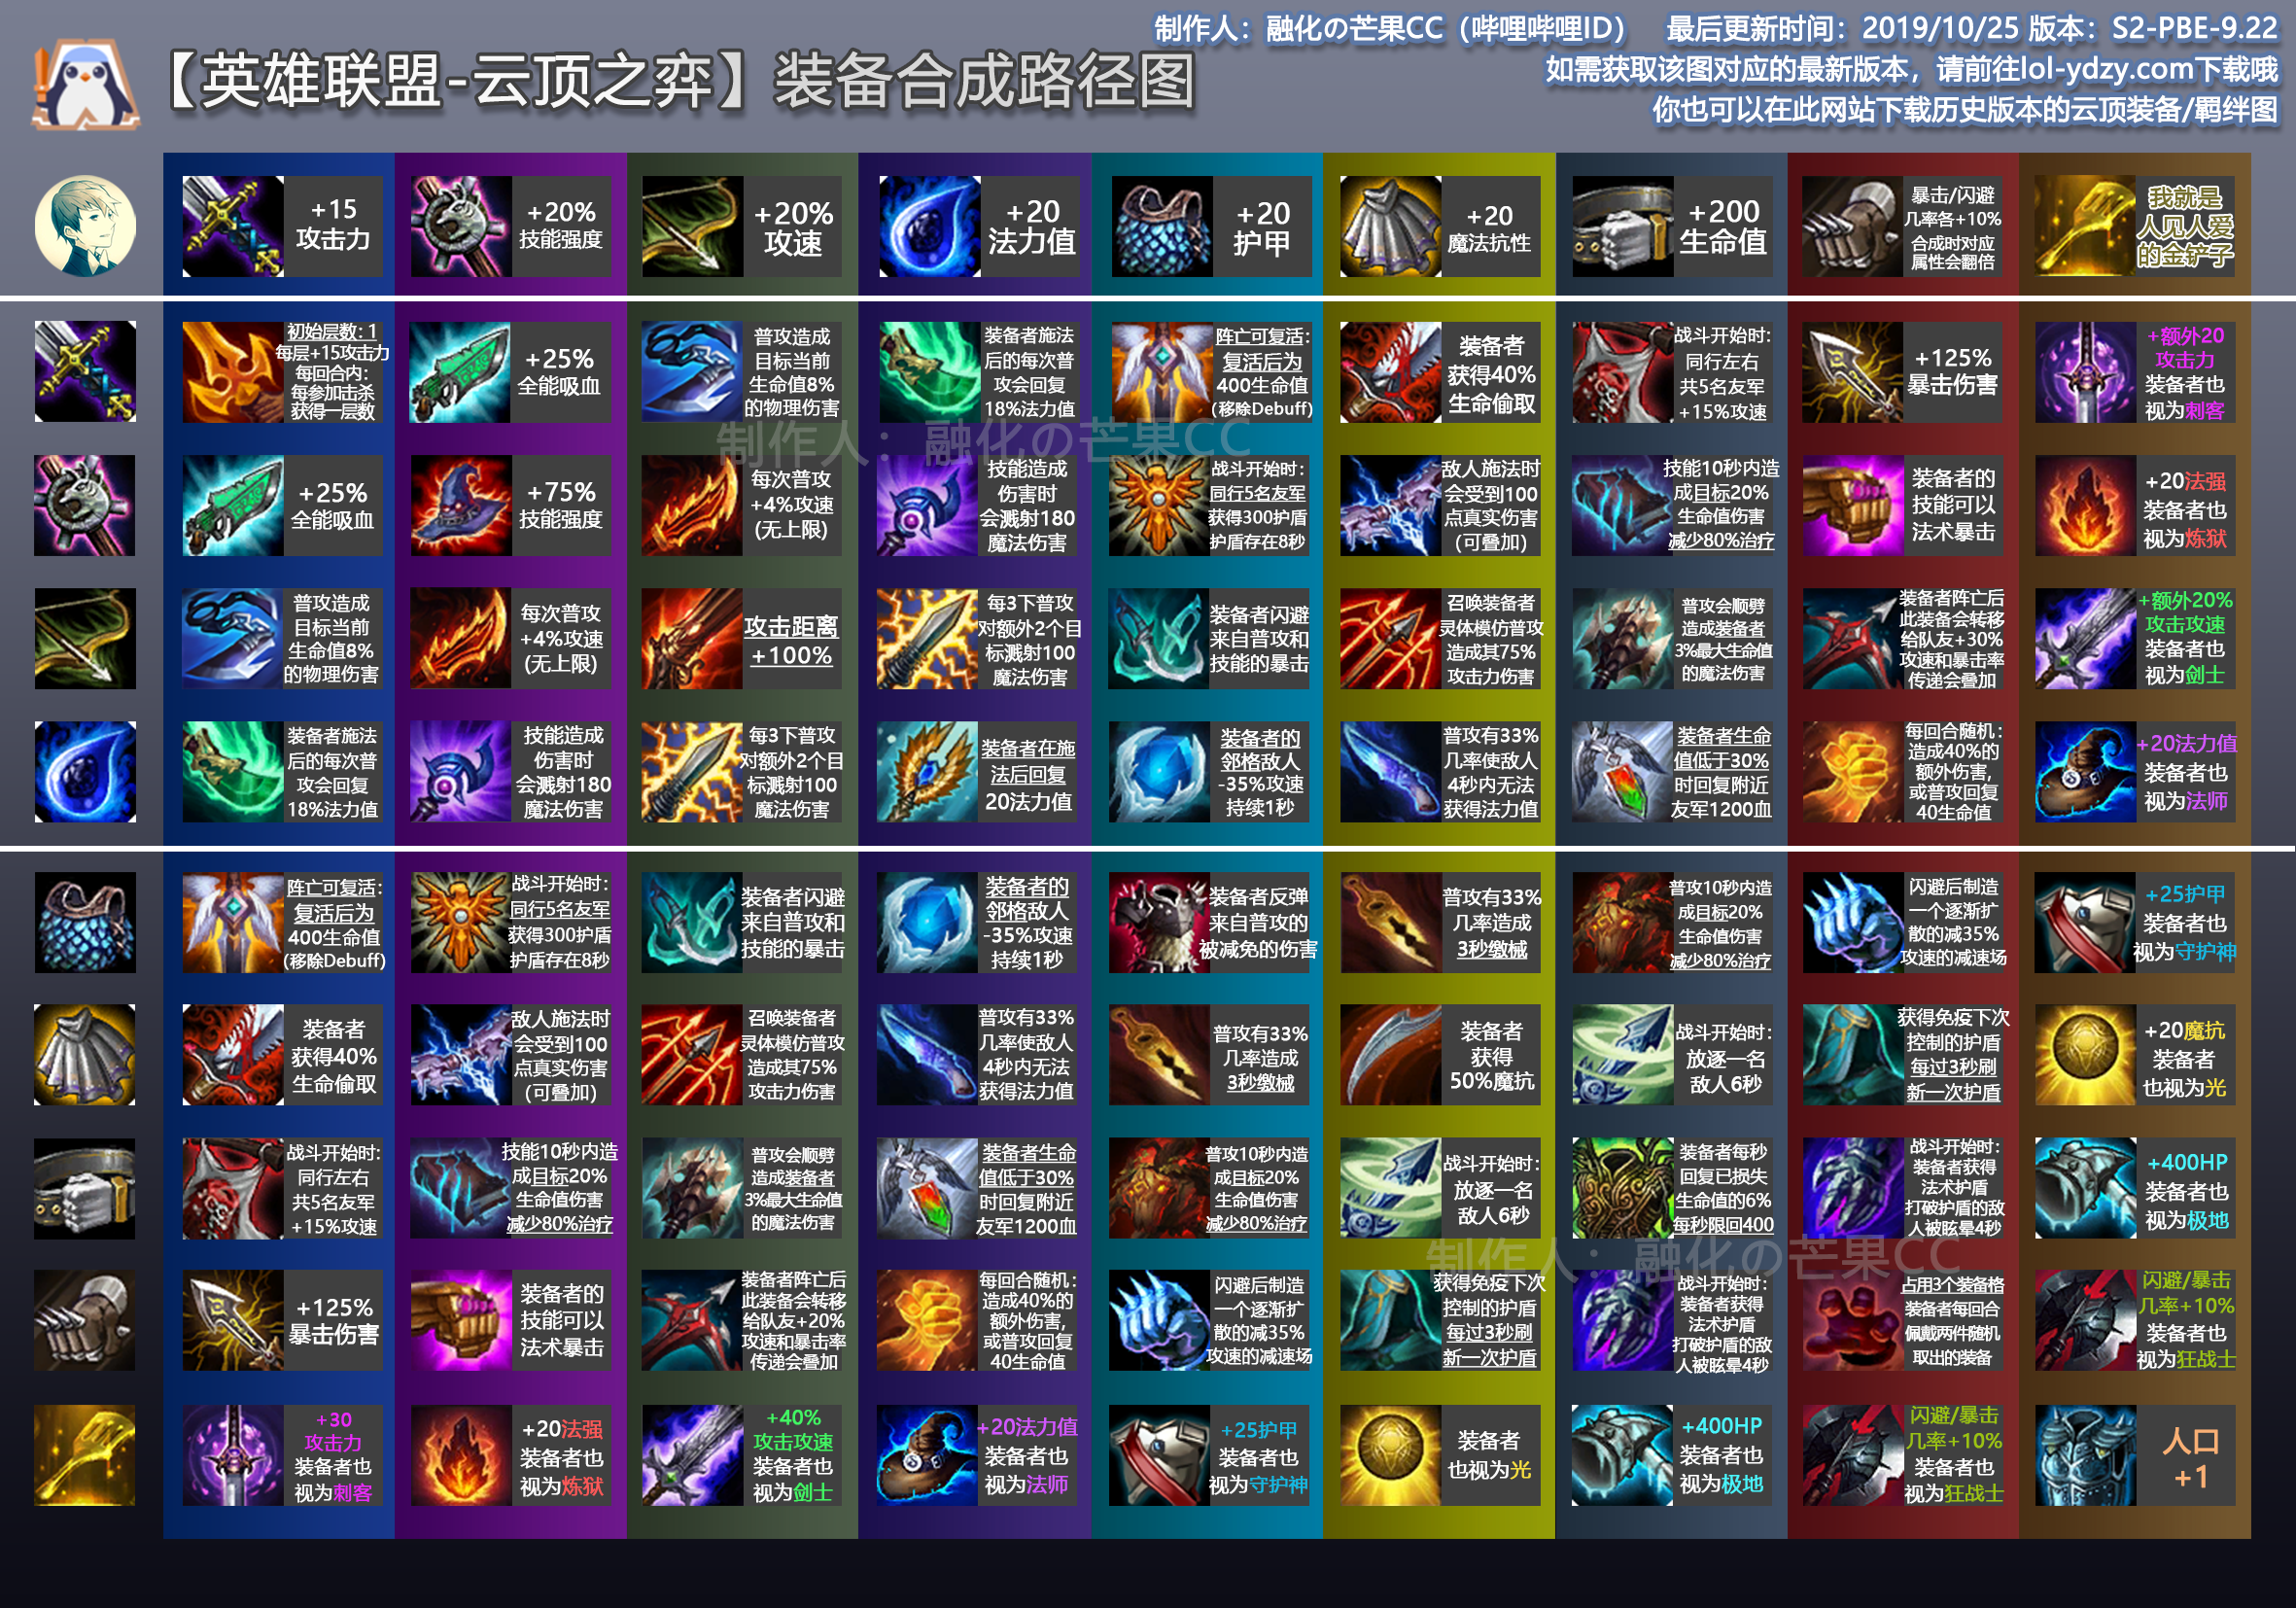 制作人：融化の芒果CC（哔哩哔哩ID） 最后更新时间：2019/10/25 版本：S2-PBE-9.22
如需获取该图对应的最新版本，请前往lol-ydzy.com下载哦
你也可以在此网站下载历史版本的云顶装备/羁绊图
【英雄联盟-云顶之弈】装备合成路径图
+15
攻击力
+20%
技能强度
+20%
攻速
+20
法力值
+20
护甲
+20
魔法抗性
+200
生命值
暴击/闪避
几率各+10%
合成时对应
属性会翻倍
我就是
人见人爱
的金铲子
初始层数：1
每层+15攻击力
每回合内：
每参加击杀
获得一层数
+25%
全能吸血
普攻造成
目标当前
生命值8%
的物理伤害
装备者施法
后的每次普
攻会回复
18%法力值
阵亡可复活：
复活后为
400生命值
(移除Debuff)
装备者
获得40%
生命偷取
战斗开始时：
同行左右
共5名友军
+15%攻速
+125%
暴击伤害
+额外20
攻击力
装备者也
视为刺客
制作人：融化の芒果CC
+25%
全能吸血
+75%
技能强度
每次普攻
+4%攻速
(无上限)
技能造成
伤害时
会溅射180
魔法伤害
战斗开始时：
同行5名友军
获得300护盾
护盾存在8秒
敌人施法时
会受到100
点真实伤害
(可叠加)
技能10秒内造
成目标20%
生命值伤害
减少80%治疗
装备者的
技能可以
法术暴击
+20法强
装备者也
视为炼狱
普攻造成
目标当前
生命值8%
的物理伤害
每次普攻
+4%攻速
(无上限)
攻击距离
+100%
每3下普攻
对额外2个目
标溅射100
魔法伤害
装备者闪避
来自普攻和
技能的暴击
召唤装备者
灵体模仿普攻
造成其75%
攻击力伤害
普攻会顺劈
造成装备者
3%最大生命值
的魔法伤害
装备者阵亡后
此装备会转移
给队友+30%
攻速和暴击率
传递会叠加
+额外20%
攻击攻速
装备者也
视为剑士
装备者施法
后的每次普
攻会回复
18%法力值
技能造成
伤害时
会溅射180
魔法伤害
每3下普攻
对额外2个目
标溅射100
魔法伤害
装备者在施
法后回复
20法力值
装备者的
邻格敌人
-35%攻速
持续1秒
普攻有33%
几率使敌人
4秒内无法
获得法力值
装备者生命
值低于30%
时回复附近
友军1200血
每回合随机：
造成40%的
额外伤害，
或普攻回复
40生命值
+20法力值
装备者也
视为法师
阵亡可复活：
复活后为
400生命值
(移除Debuff)
战斗开始时：
同行5名友军
获得300护盾
护盾存在8秒
装备者闪避
来自普攻和
技能的暴击
装备者的
邻格敌人
-35%攻速
持续1秒
装备者反弹
来自普攻的
被减免的伤害
普攻有33%
几率造成
3秒缴械
普攻10秒内造
成目标20%
生命值伤害
减少80%治疗
闪避后制造
一个逐渐扩
散的减35%
攻速的减速场
+25护甲
装备者也
视为守护神
装备者
获得40%
生命偷取
敌人施法时
会受到100
点真实伤害
(可叠加)
召唤装备者
灵体模仿普攻
造成其75%
攻击力伤害
普攻有33%
几率使敌人
4秒内无法
获得法力值
普攻有33%
几率造成
3秒缴械
装备者
获得
50%魔抗
战斗开始时：
放逐一名
敌人6秒
获得免疫下次
控制的护盾
每过3秒刷
新一次护盾
+20魔抗
装备者
也视为光
战斗开始时：
同行左右
共5名友军
+15%攻速
技能10秒内造
成目标20%
生命值伤害
减少80%治疗
普攻会顺劈
造成装备者
3%最大生命值
的魔法伤害
装备者生命
值低于30%
时回复附近
友军1200血
普攻10秒内造
成目标20%
生命值伤害
减少80%治疗
战斗开始时：
放逐一名
敌人6秒
装备者每秒
回复已损失
生命值的6%
每秒限回400
战斗开始时：
装备者获得
法术护盾
打破护盾的敌
人被眩晕4秒
+400HP
装备者也
视为极地
制作人：融化の芒果CC
+125%
暴击伤害
装备者的
技能可以
法术暴击
装备者阵亡后
此装备会转移
给队友+20%
攻速和暴击率
传递会叠加
每回合随机：
造成40%的
额外伤害，
或普攻回复
40生命值
闪避后制造
一个逐渐扩
散的减35%
攻速的减速场
获得免疫下次
控制的护盾
每过3秒刷
新一次护盾
战斗开始时：
装备者获得
法术护盾
打破护盾的敌
人被眩晕4秒
占用3个装备格
装备者每回合
佩戴两件随机
取出的装备
闪避/暴击
几率+10%
装备者也
视为狂战士
+30
攻击力
装备者也
视为刺客
+20法强
装备者也
视为炼狱
+40%
攻击攻速
装备者也
视为剑士
+20法力值
装备者也
视为法师
+25护甲
装备者也
视为守护神
装备者
也视为光
+400HP
装备者也
视为极地
闪避/暴击
几率+10%
装备者也
视为狂战士
人口
+1